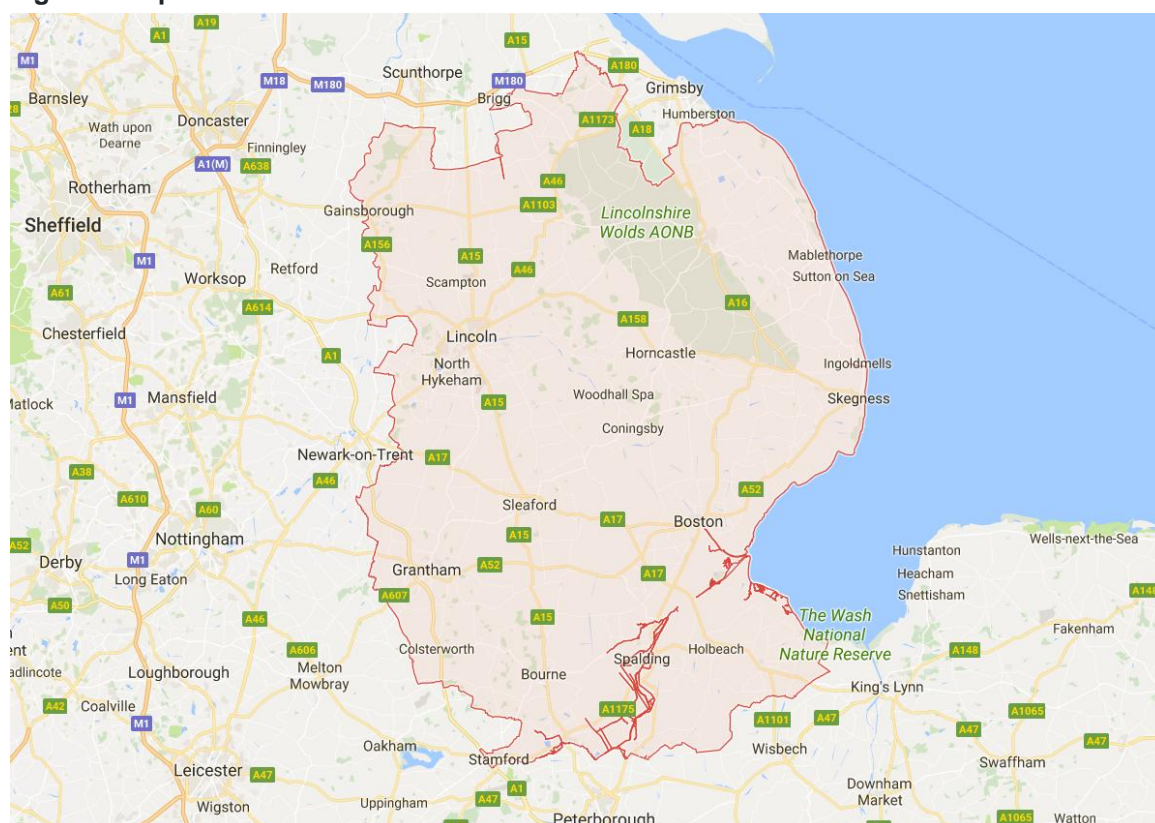 A19
A1
A15
M1
Scunthorpe
A180
M18
M180
M180
Barnsley
Brigg
Grimsby
28
Doncaster
A1173
Humberston
Wath upon
Dearne
Finningley
A18
A1(M)
A638
Rotherham
A46
Gainsborough
A1103
Lincolnshire
Wolds AONB
Sheffield
A156
M1
A15
Mablethorpe
Retford
A46
Worksop
Scampton
Sutton on Sea
A61
A614
A16
A158
Chesterfield
Lincoln
A1
Horncastle
North
Hykeham
Ingoldmells
Woodhall Spa
Mansfield
M1
A15
Skegness
Matlock
Coningsby
Newark-on-Trent
A17
A38
A46
A52
A610
Sleaford
A60
A17
Boston
A15
Nottingham
Wells-next-the-Sea
A52
Hunstanton
M1
Derby
A52
Grantham
A17
Heacham
Long Eaton
Snettisham
A148
A607
A50
The Wash
National
Nature Reserve
A15
A46
Fakenham
A606
Colsterworth
Holbeach
A148
Spalding
Melton
Mowbray
Loughborough
Bourne
King's Lynn
A42
Coalville
A1175
A1065
M1
A1101
A47
A47
A47
Oakham
Wisbech
Stamford
Swaffham
Leicester
A47
Downham
Market
A1
A47
Uppingham
Wigston
Peterborough
A1065
Watton